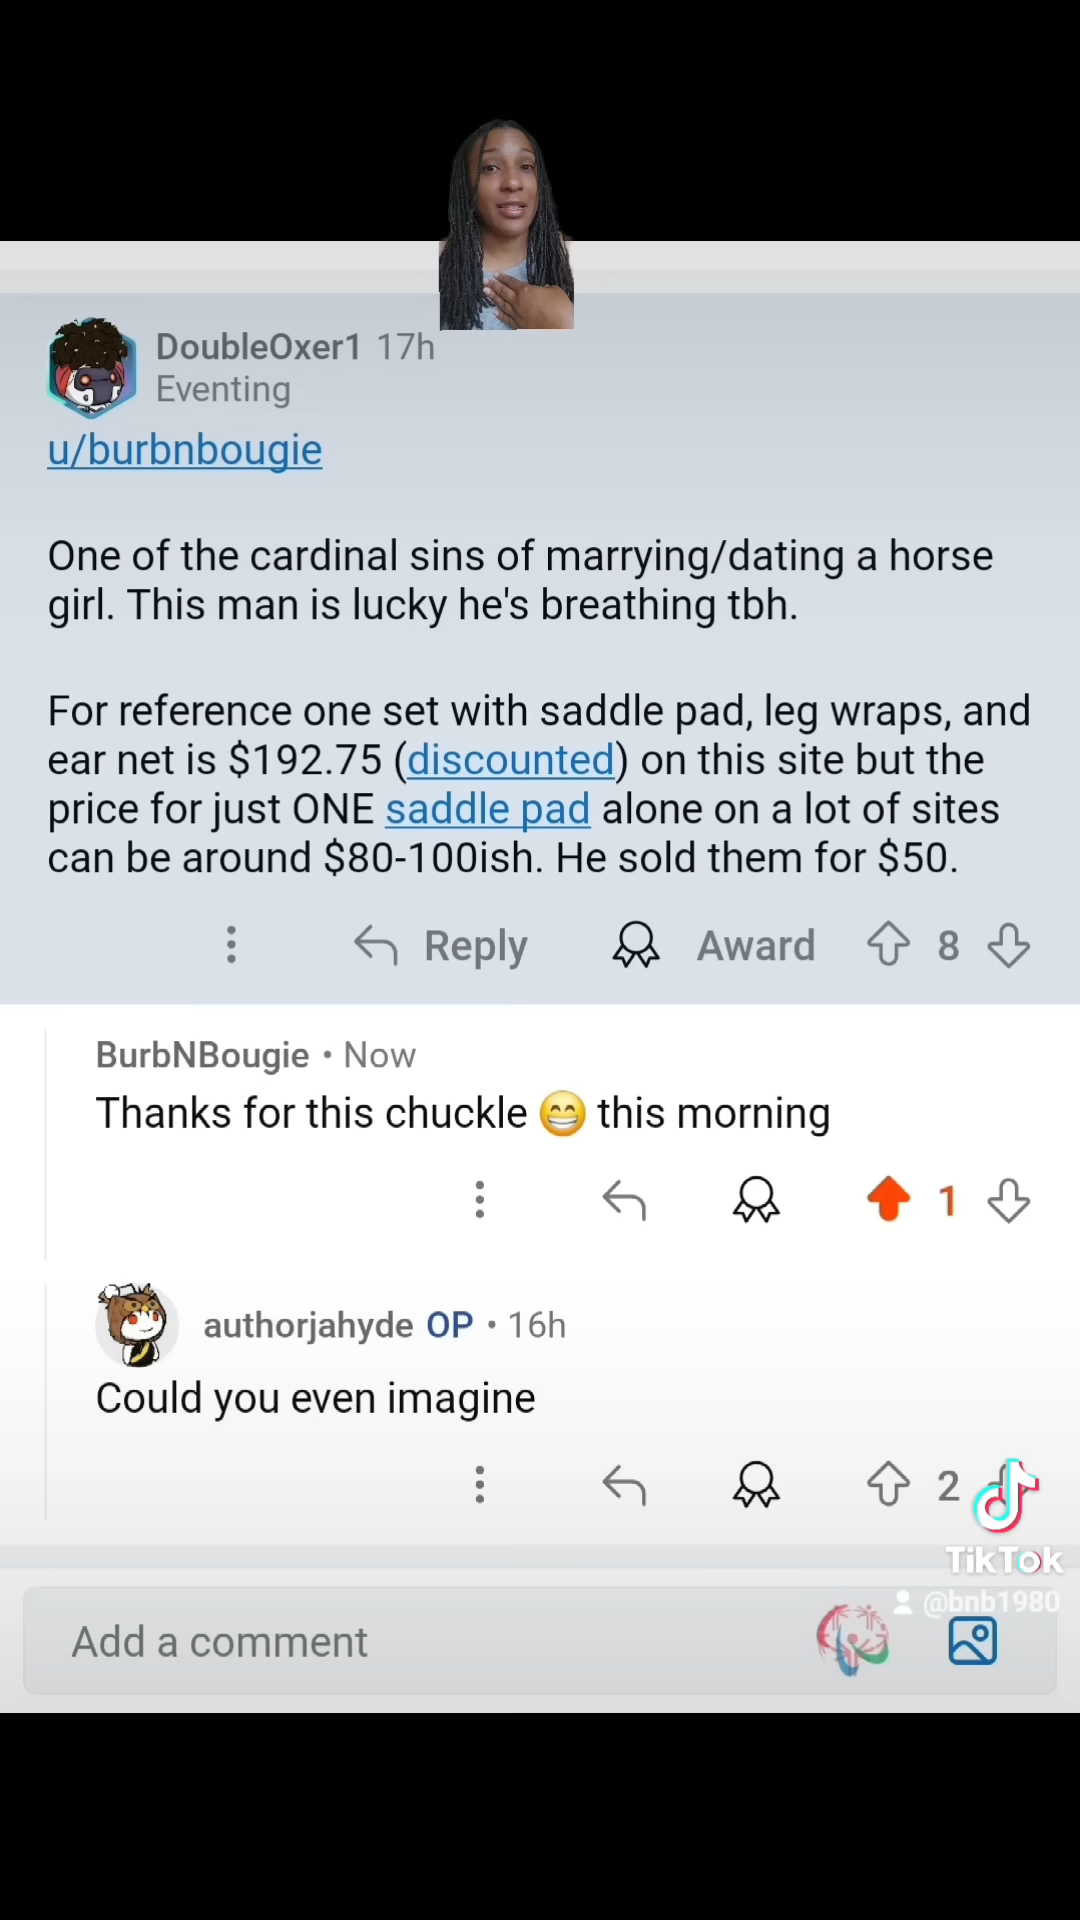 DoubleOxer1 17h
Eventing
u/burbnbougie
One of the cardinal sins of marrying/dating a horse
girl. This man is lucky he's breathing tbh.
For reference one set with saddle pad, leg wraps, and
ear net is $192.75 (discounted) on this site but the
price for just ONE saddle pad alone on a lot of sites
can be around $80-100ish. He sold them for $50.
Reply Award 8
BurbNBougie • Now
Thanks for this chuckle 😁 this morning
1
authorjahyde OP • 16h
Could you even imagine
2
TikTok
@bnb1980
Add a comment